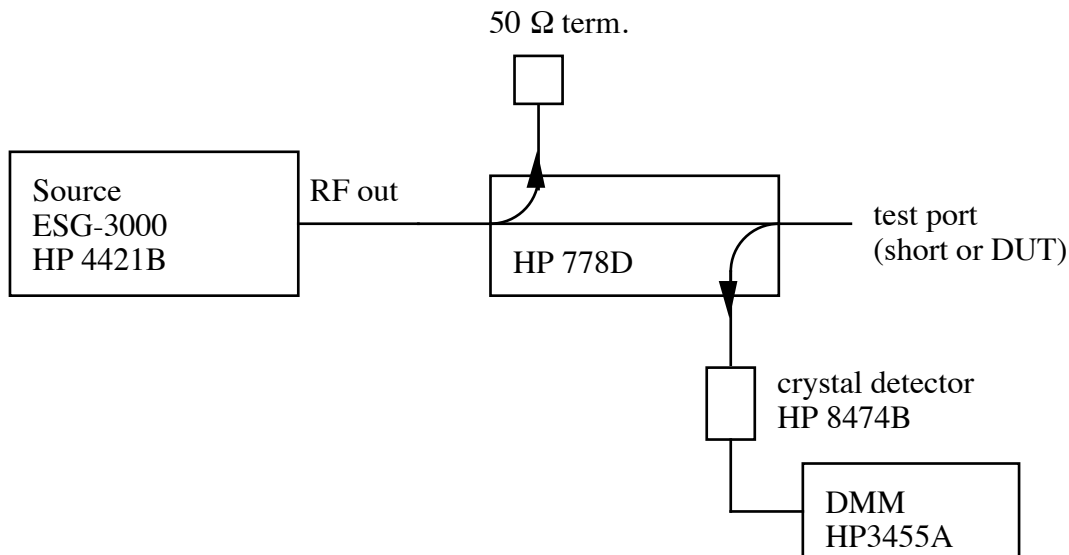 50 Ω term.
Source
ESG-3000
HP 4421B
RF out
HP 778D
test port
(short or DUT)
crystal detector
HP 8474B
DMM
HP3455A